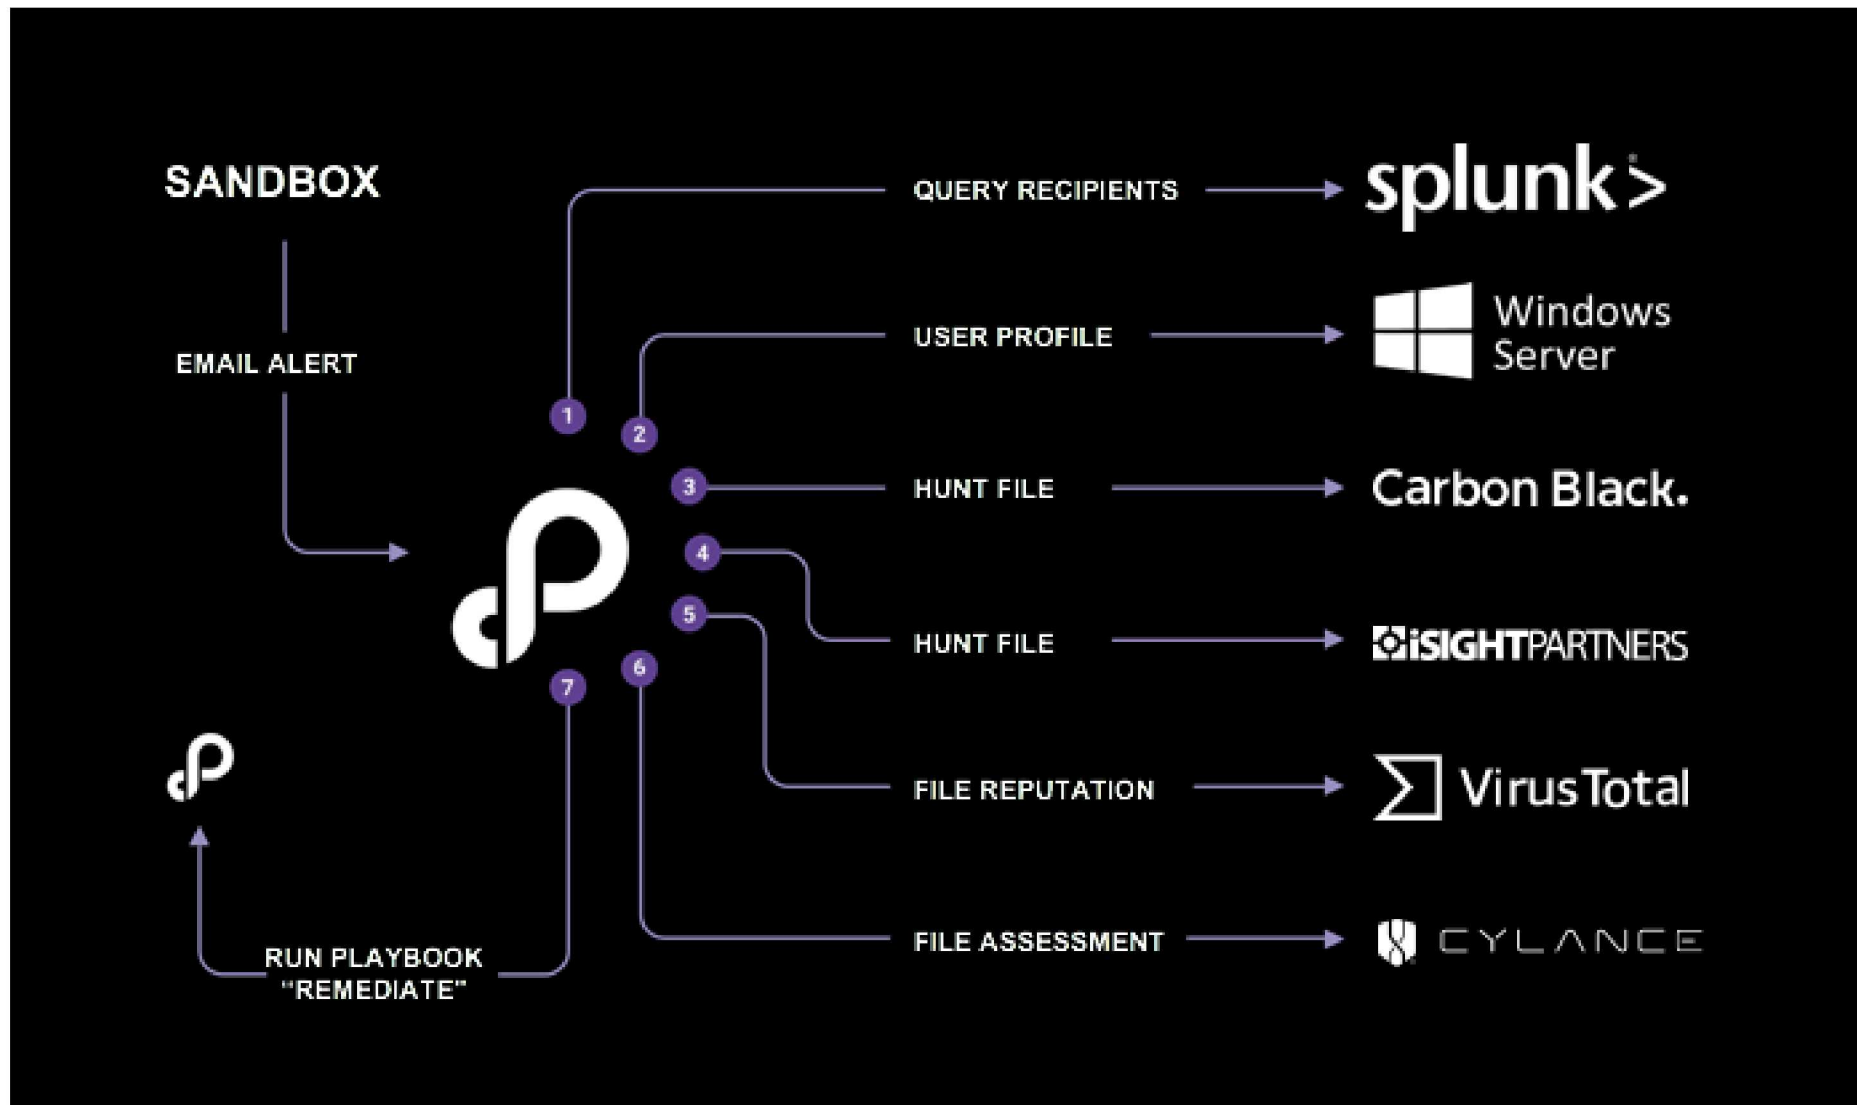 SANDBOX
EMAIL ALERT
1
QUERY RECIPIENTS
splunk>
2
USER PROFILE
Windows
Server
3
HUNT FILE
Carbon Black.
4
HUNT FILE
iSIGHTPARTNERS
5
FILE REPUTATION
VirusTotal
6
FILE ASSESSMENT
CYLANCE
7
RUN PLAYBOOK
"REMEDIATE"